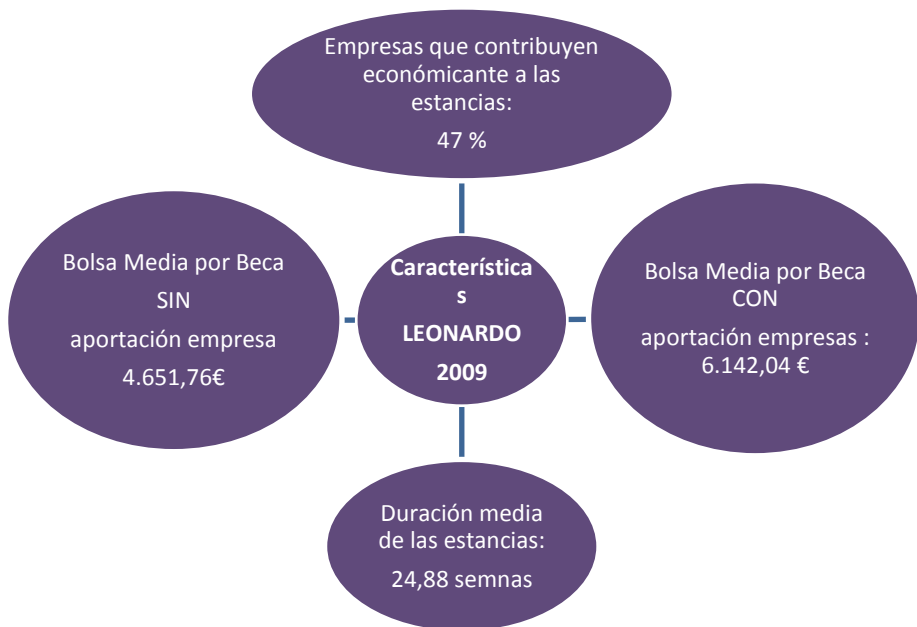 Empresas que contribuyen
económicante a las
estancias:
47 %
Bolsa Media por Beca
SIN
aportación empresa
4.651,76€
Característica
s
LEONARDO
2009
Bolsa Media por Beca
CON
aportación empresas :
6.142,04 €
Duración media
de las estancias:
24,88 semnas